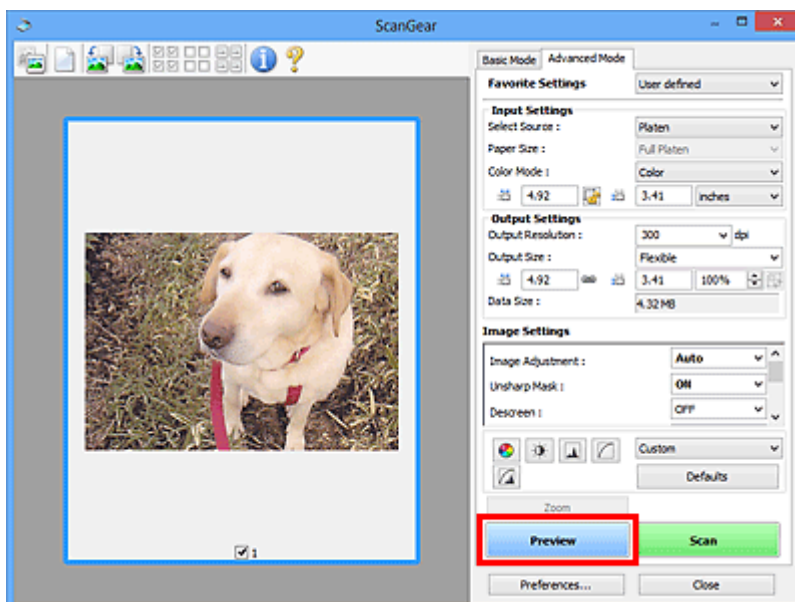 ScanGear
Basic Mode Advanced Mode
Favorite Settings User defined
Input Settings
Select Source : Platen
Paper Size : Full Platen
Color Mode : Color
4.92 3.41 inches
Output Settings
Output Resolution : 300 dpi
Output Size : Flexible
4.92 3.41 100%
Data Size : 4.32 MB
Image Settings
Image Adjustment : Auto
Unsharp Mask : ON
Descreen : OFF
Custom
Defaults
Zoom
Preview Scan
Preferences... Close
1